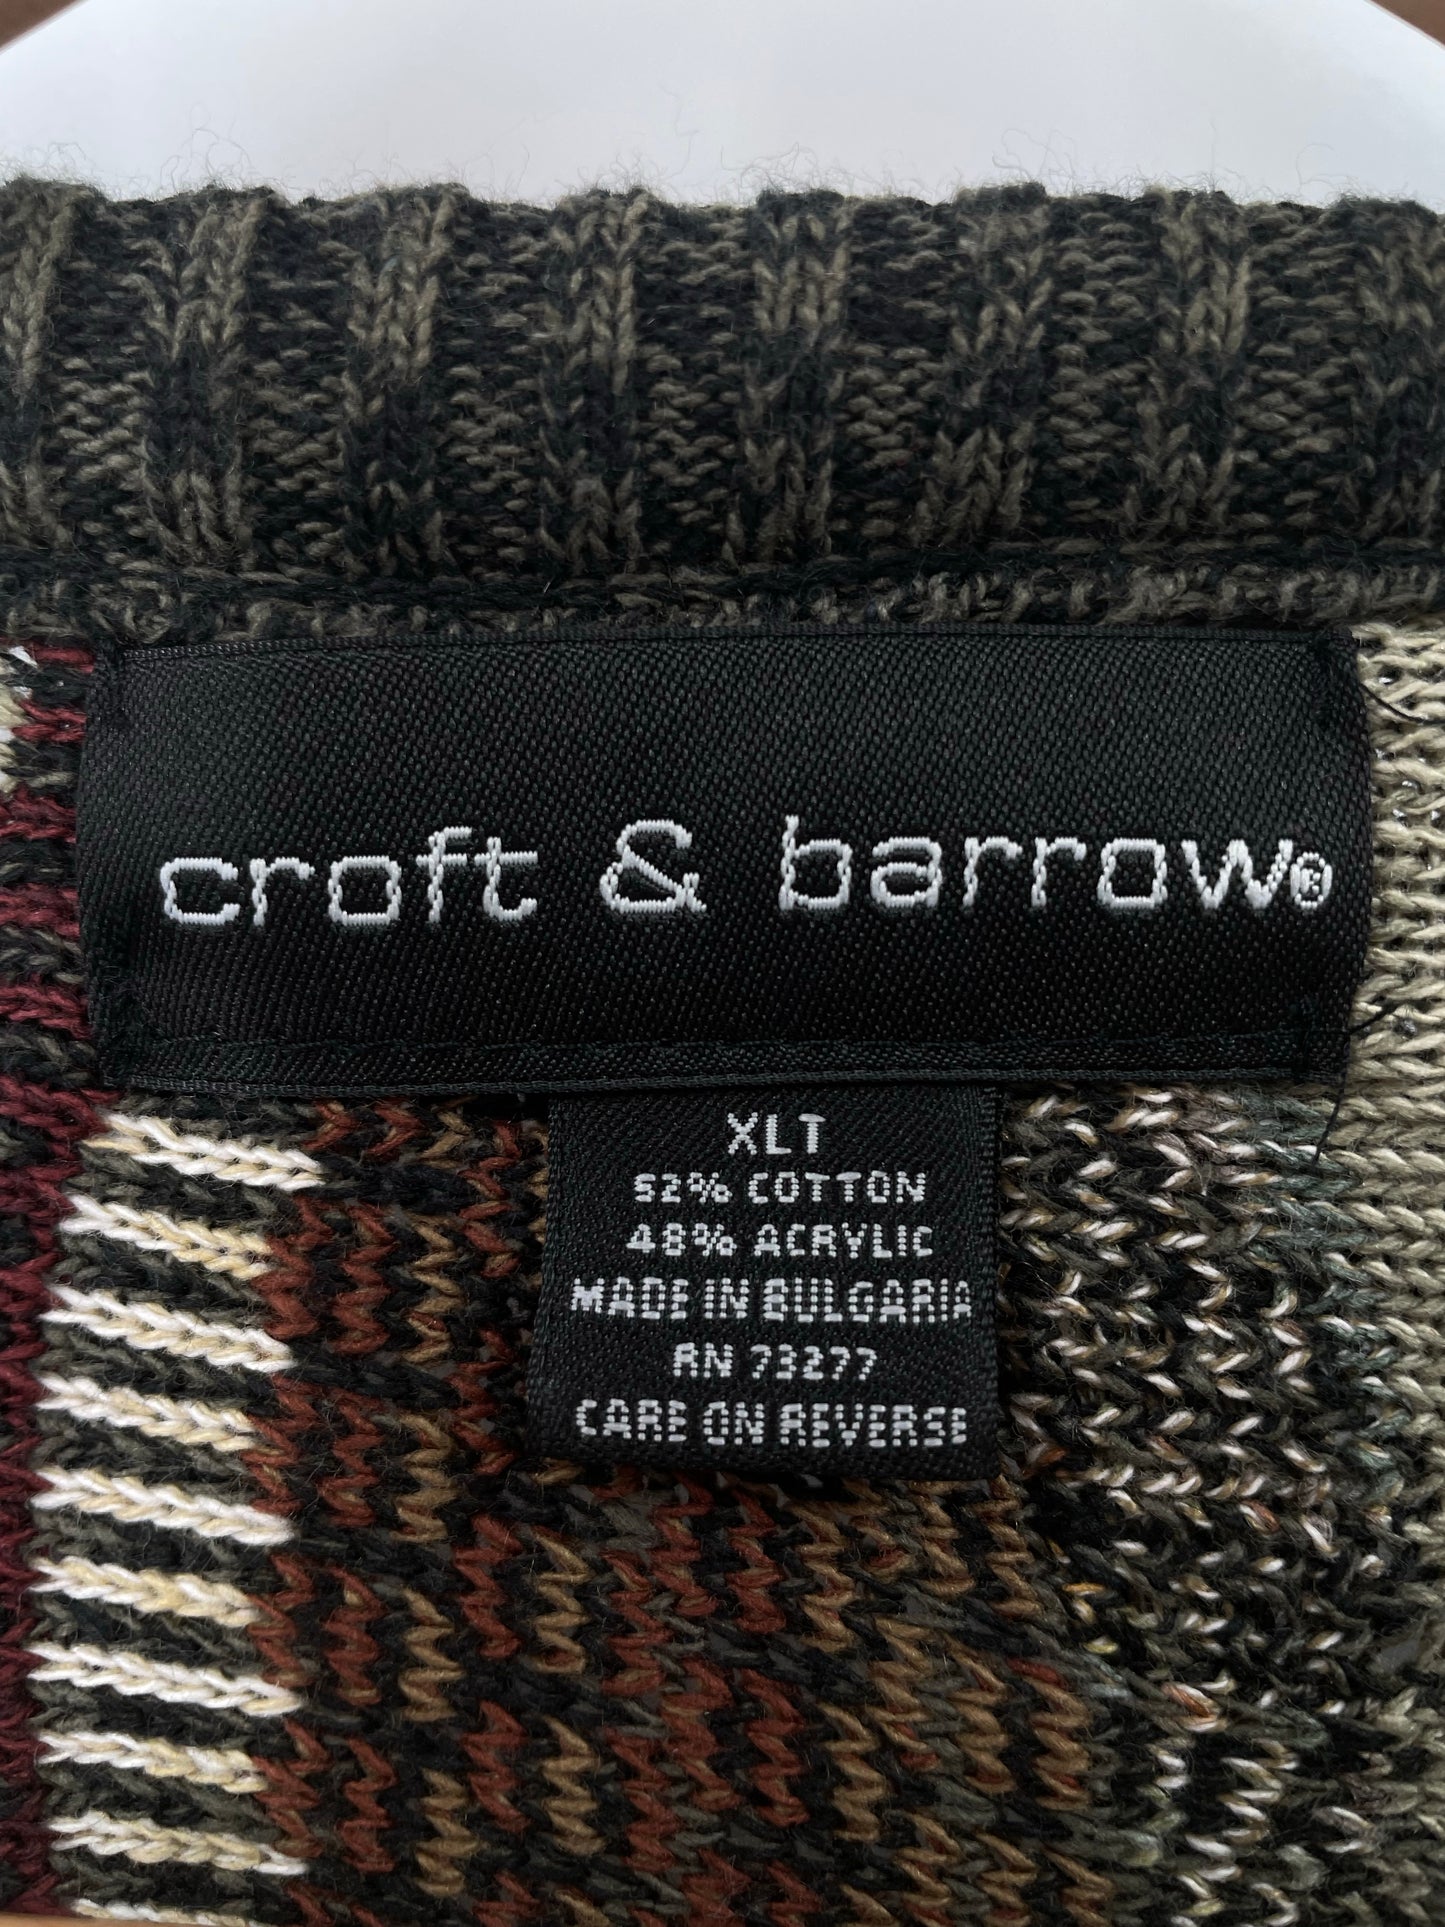 croft & barrow®
XLT
52% COTTON
48% ACRYLIC
MADE IN BULGARIA
RN 73277
CARE ON REVERSE